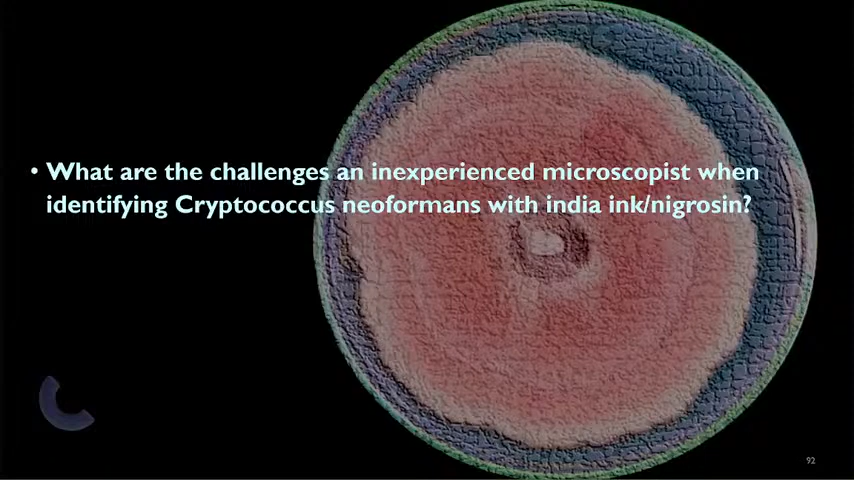 • What are the challenges an inexperienced microscopist when
identifying Cryptococcus neoformans with india ink/nigrosin?
92